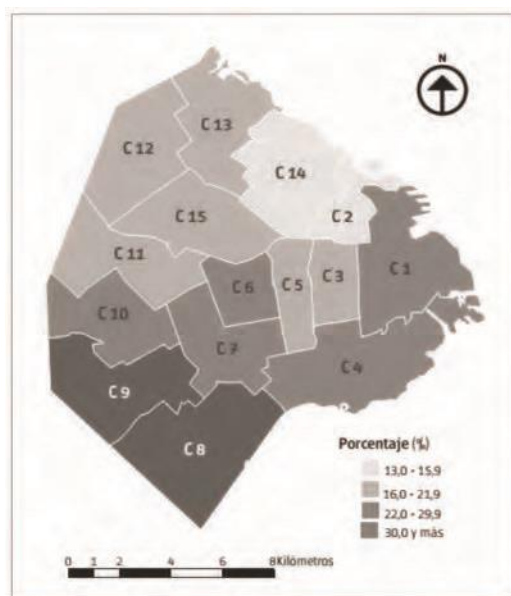 N
C 13
C 12
C 14
C 2
C 15
C 11
C 1
C 6
C 5
C 3
C 10
C 7
C 4
C 9
C 8
Porcentaje (%)
13,0 - 15,9
16,0 - 21,9
22,0 - 29,9
30,0 y más
0 1 2 4 6 8 Kilómetros